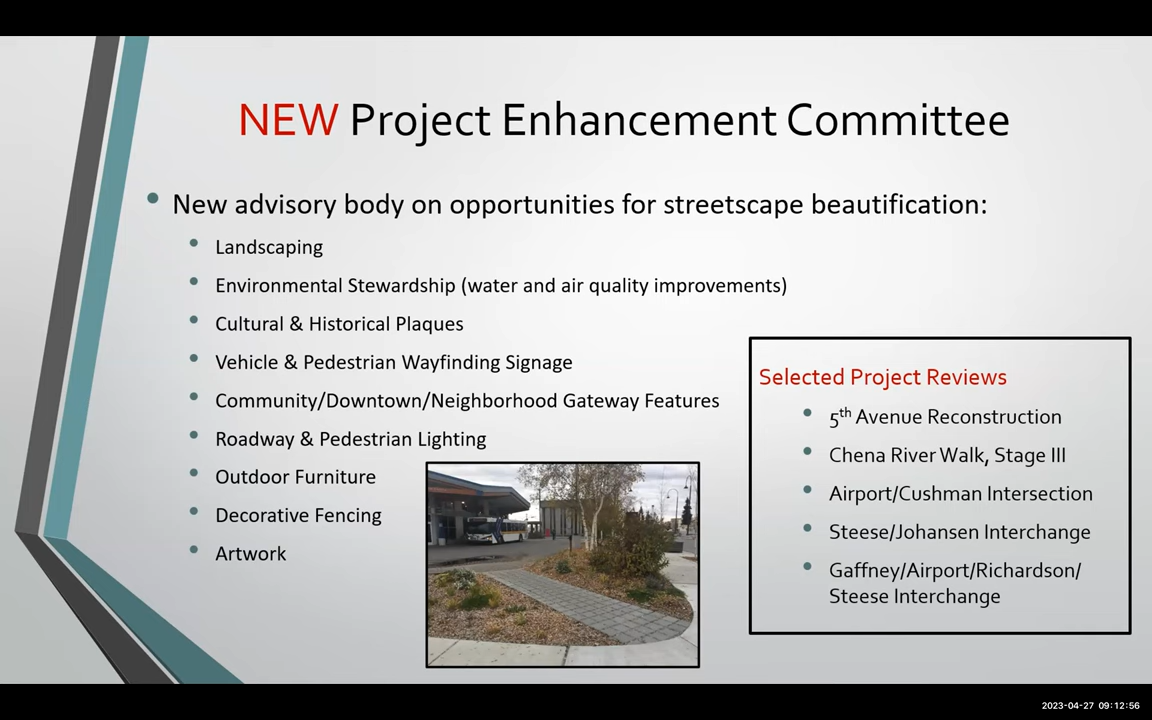 NEW Project Enhancement Committee
New advisory body on opportunities for streetscape beautification:
Landscaping
Environmental Stewardship (water and air quality improvements)
Cultural & Historical Plaques
Vehicle & Pedestrian Wayfinding Signage
Community/Downtown/Neighborhood Gateway Features
Roadway & Pedestrian Lighting
Outdoor Furniture
Decorative Fencing
Artwork
Selected Project Reviews
5th Avenue Reconstruction
Chena River Walk, Stage III
Airport/Cushman Intersection
Steese/Johansen Interchange
Gaffney/Airport/Richardson/
Steese Interchange
2023-04-27 09:12:56